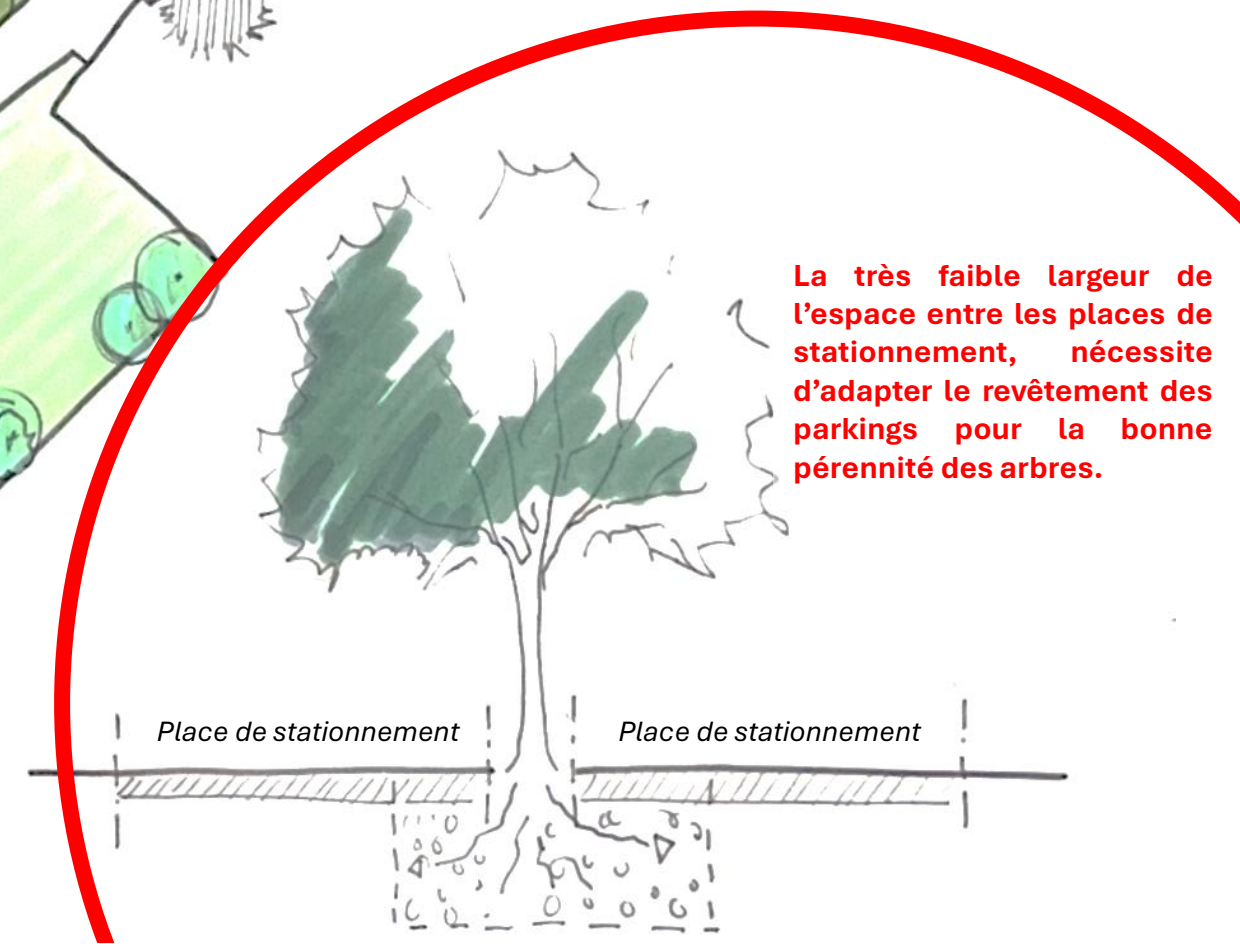 La très faible largeur de
l’espace entre les places de
stationnement, nécessite
d’adapter le revêtement des
parkings pour la bonne
pérennité des arbres.
Place de stationnement
Place de stationnement